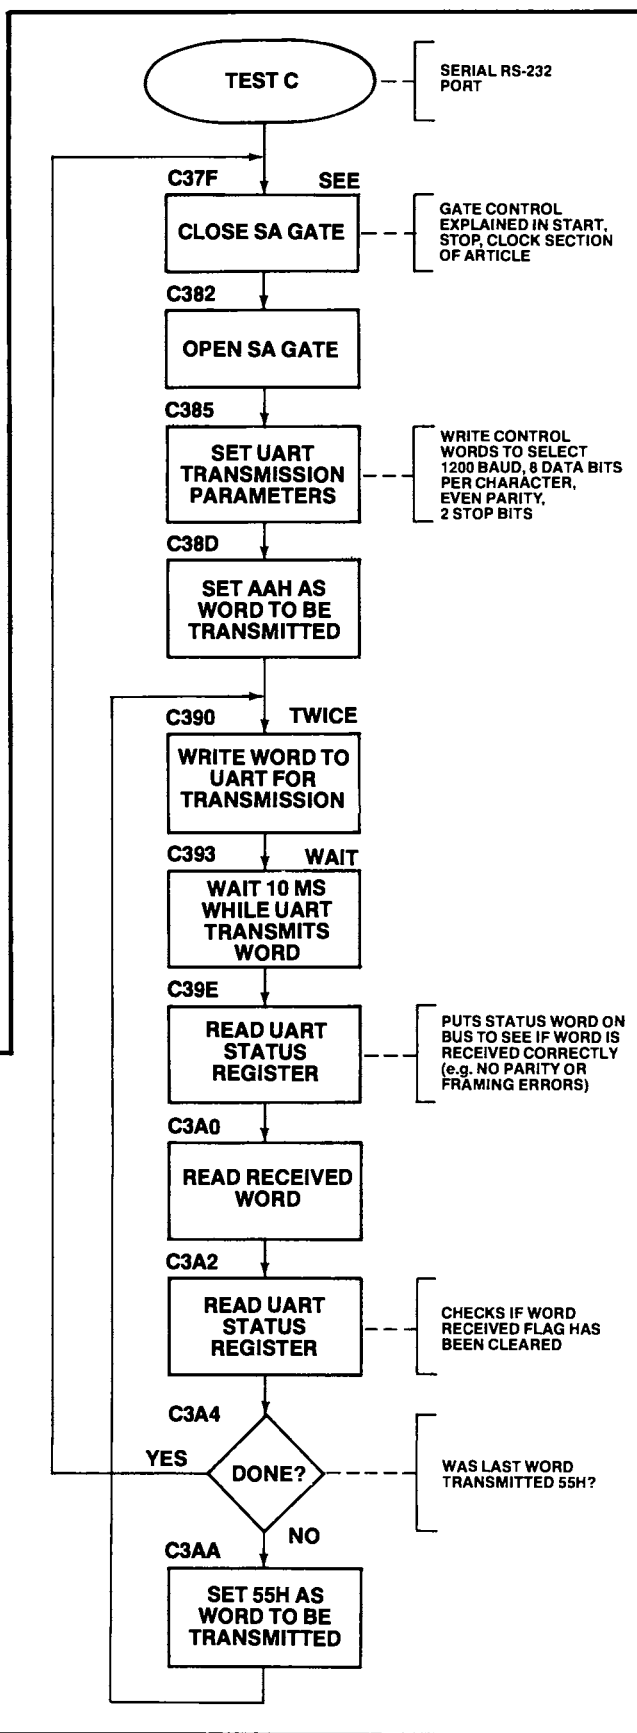 TEST C
SERIAL RS-232
PORT
C37F
SEE
CLOSE SA GATE
GATE CONTROL
EXPLAINED IN START,
STOP, CLOCK SECTION
OF ARTICLE
C382
OPEN SA GATE
C385
SET UART
TRANSMISSION
PARAMETERS
WRITE CONTROL
WORDS TO SELECT
1200 BAUD, 8 DATA BITS
PER CHARACTER,
EVEN PARITY,
2 STOP BITS
C38D
SET AAH AS
WORD TO BE
TRANSMITTED
C390
TWICE
WRITE WORD TO
UART FOR
TRANSMISSION
C393
WAIT
WAIT 10 MS
WHILE UART
TRANSMITS
WORD
C39E
READ UART
STATUS
REGISTER
PUTS STATUS WORD ON
BUS TO SEE IF WORD IS
RECEIVED CORRECTLY
(e.g. NO PARITY OR
FRAMING ERRORS)
C3A0
READ RECEIVED
WORD
C3A2
READ UART
STATUS
REGISTER
CHECKS IF WORD
RECEIVED FLAG HAS
BEEN CLEARED
C3A4
YES
DONE?
WAS LAST WORD
TRANSMITTED 55H?
NO
C3AA
SET 55H AS
WORD TO BE
TRANSMITTED